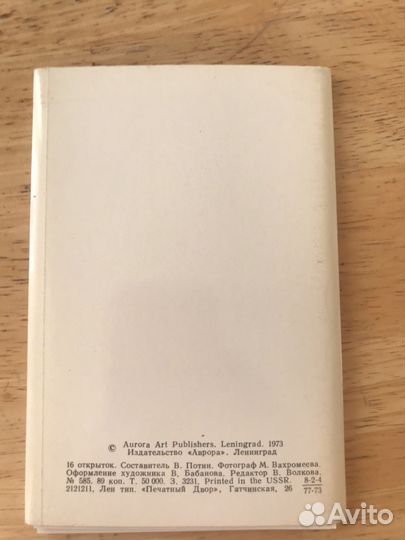 © Aurora Art Publishers. Leningrad. 1973
Издательство «Аврора». Ленинград
16 открыток. Составитель В. Потин. Фотограф М. Вахромеева.
Оформление художника В. Бабанова. Редактор В. Волкова.
№ 585. 89 коп. Т. 50 000. З. 3231. Printed in the USSR. 8-2-4
2121211. Лен тип. «Печатный Двор», Гатчинская, 26 77-73
Avito